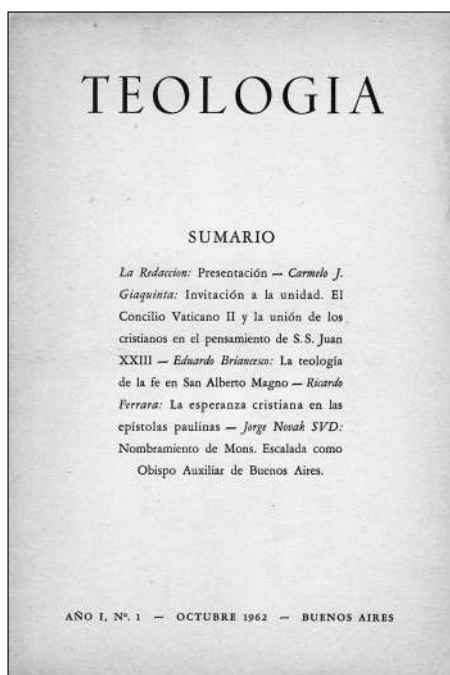 TEOLOGIA
SUMARIO
La Redaccion: Presentación — Carmelo J.
Giaquinta: Invitación a la unidad. El
Concilio Vaticano II y la unión de los
cristianos en el pensamiento de S. S. Juan
XXIII — Eduardo Briancesco: La teología
de la fe en San Alberto Magno — Ricardo
Ferrara: La esperanza cristiana en las
epístolas paulinas — Jorge Novak SVD:
Nombramiento de Mons. Escalada como
Obispo Auxiliar de Buenos Aires.
AÑO I, Nº. 1 — OCTUBRE 1962 — BUENOS AIRES